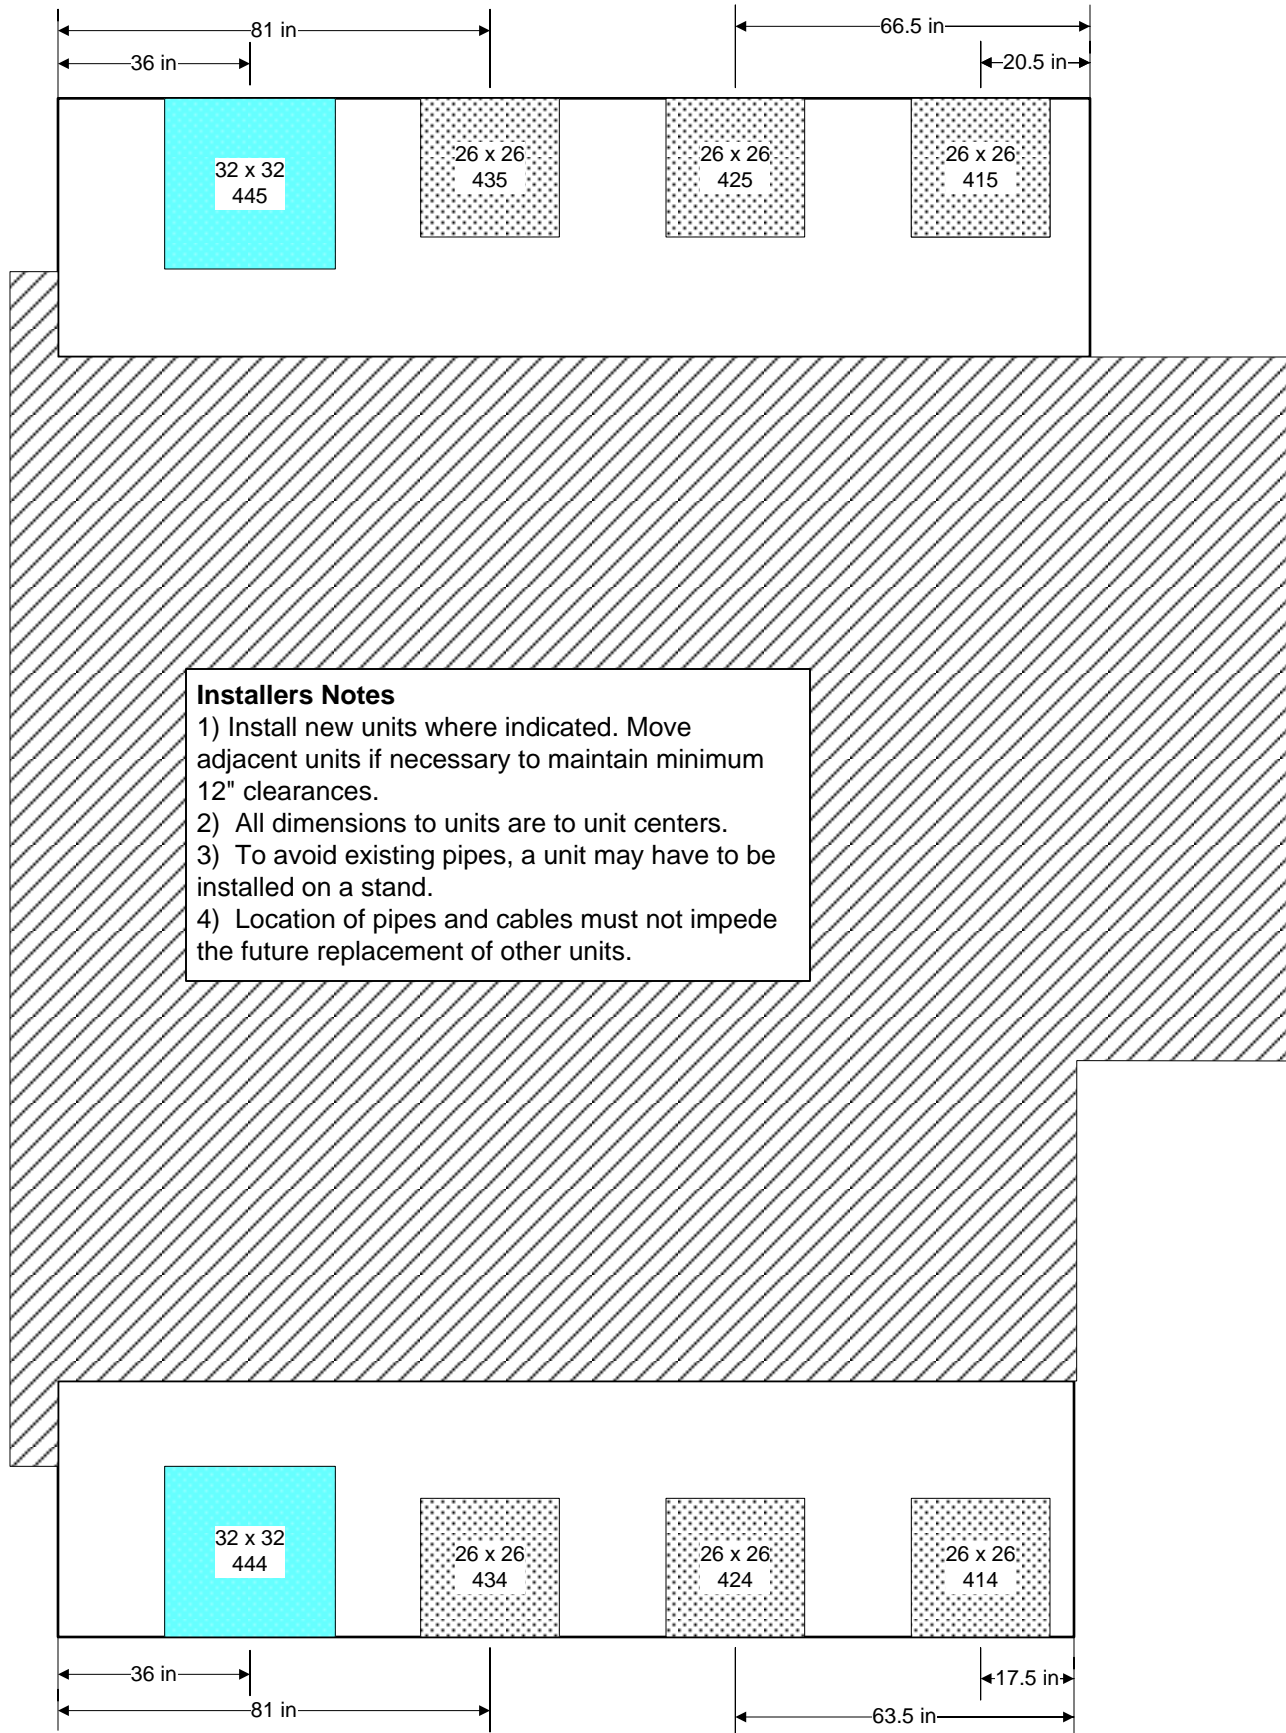 81 in
66.5 in
36 in
20.5 in
32 x 32
445
26 x 26
435
26 x 26
425
26 x 26
415
Installers Notes
1) Install new units where indicated. Move
adjacent units if necessary to maintain minimum
12" clearances.
2)  All dimensions to units are to unit centers.
3)  To avoid existing pipes, a unit may have to be
installed on a stand.
4)  Location of pipes and cables must not impede
the future replacement of other units.
32 x 32
444
26 x 26
434
26 x 26
424
26 x 26
414
36 in
17.5 in
81 in
63.5 in